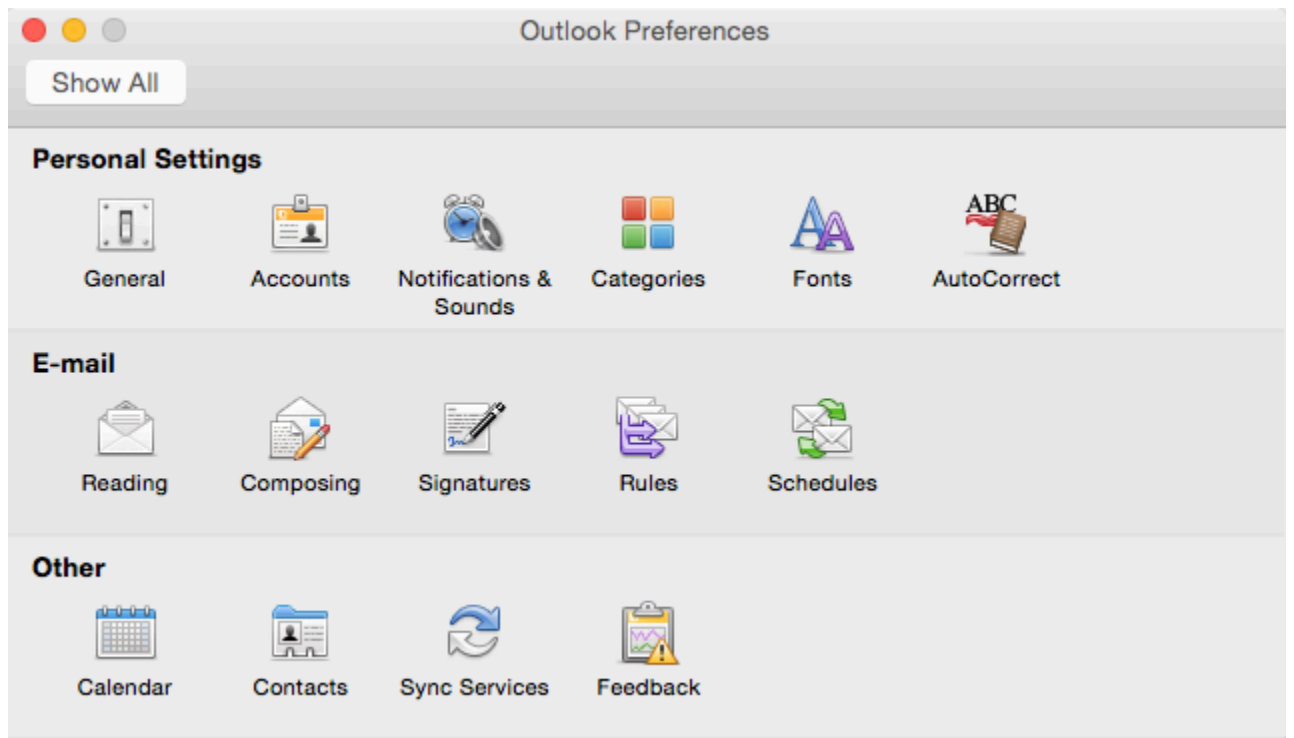 Outlook Preferences
Show All
Personal Settings
General
Accounts
Notifications &
Sounds
Categories
Fonts
ABC
AutoCorrect
E-mail
Reading
Composing
Signatures
Rules
Schedules
Other
Calendar
Contacts
Sync Services
Feedback